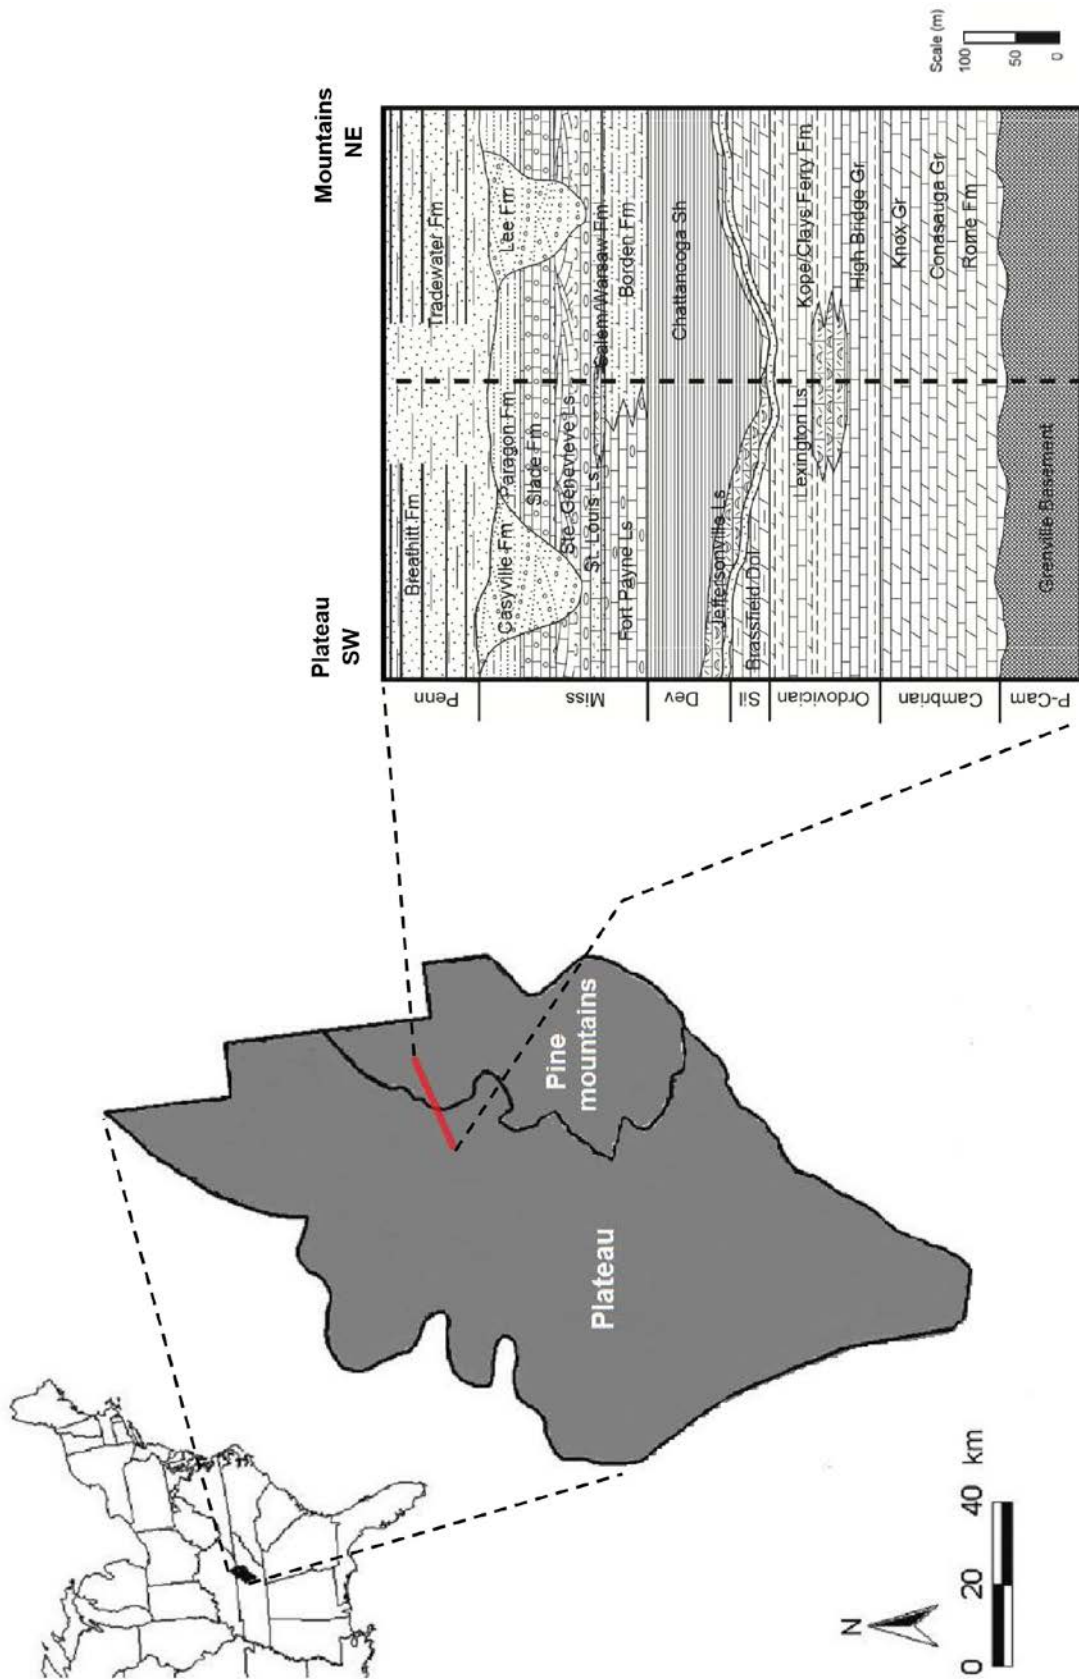 Plateau
SW
Mountains
NE
Penn
Miss
Dev
Sil
Ordovician
Cambrian
P-Cam
Breathitt Fm
Tradewater Fm
Casyville Fm
Paragon Fm
Lee Fm
Slade Fm
Ste. Genevieve Ls
St. Louis Ls
Salem/Warsaw Fm
Fort Payne Ls
Borden Fm
Chattanooga Sh
Jeffersonville Ls
Brassfield Dol
Lexington Ls
Kope/Clays Ferry Fm
High Bridge Gr
Knox Gr
Conasauga Gr
Rome Fm
Grenville Basement
Scale (m)
100
50
0
Pine
mountains
Plateau
N
0 20 40 km